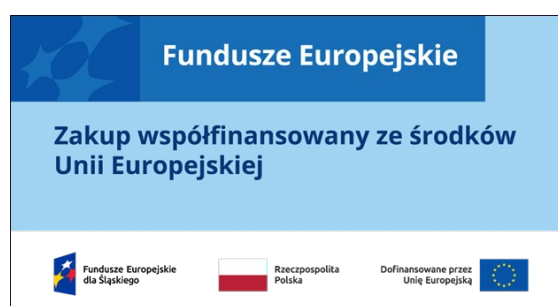 Fundusze Europejskie
Zakup współfinansowany ze środków
Unii Europejskiej
Fundusze Europejskie
dla Śląskiego
Rzeczpospolita
Polska
Dofinansowane przez
Unię Europejską